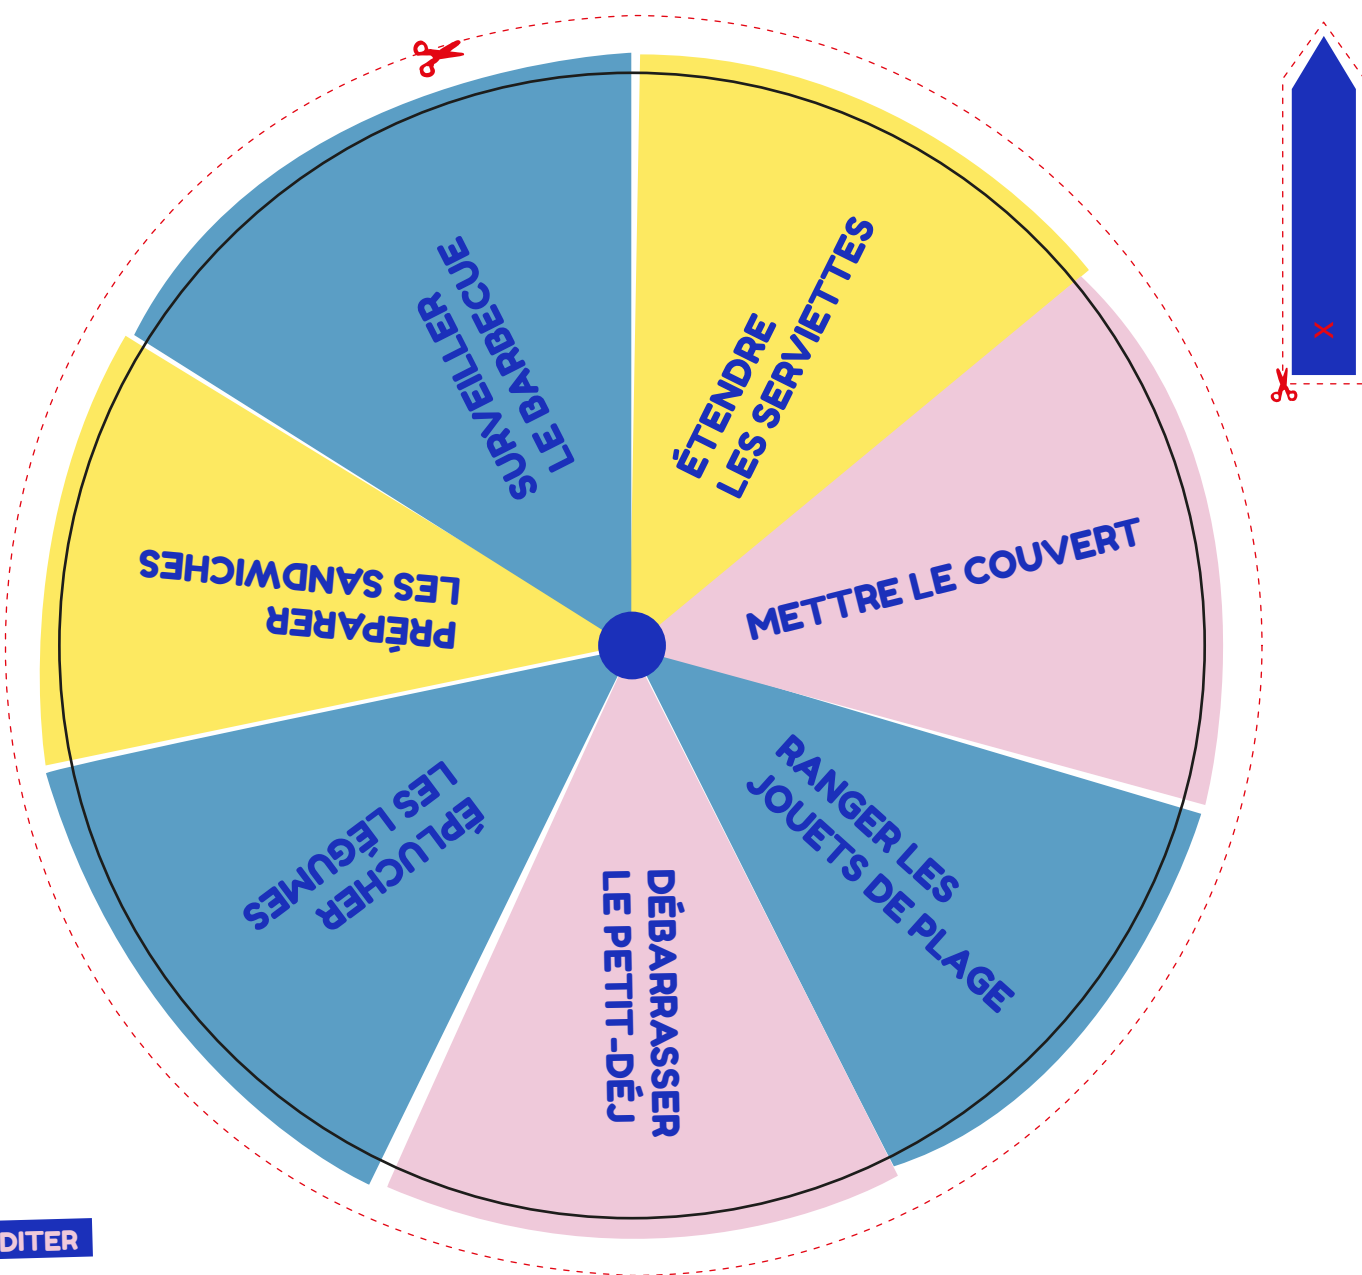 ÉTENDRE
LES SERVIETTES
METTRE LE COUVERT
RANGER LES
JOUETS DE PLAGE
DÉBARRASSER
LE PETIT-DÉJ
ÉPLUCHER
LES LÉGUMES
PRÉPARER
LES SANDWICHES
SURVEILLER
LE BARBECUE
DITER